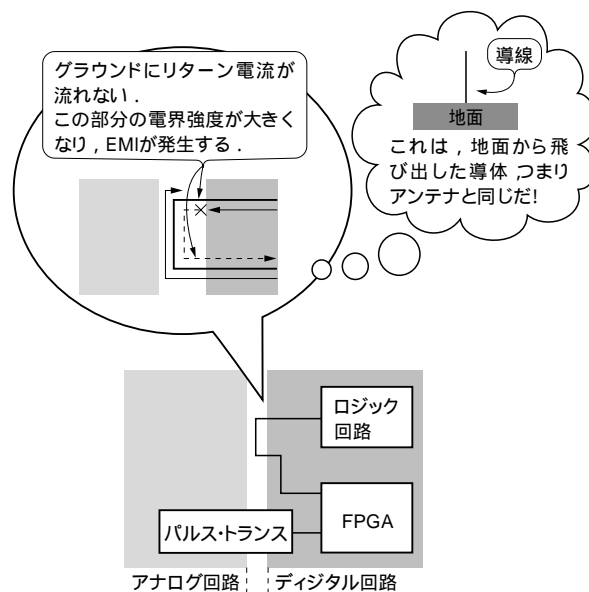 グラウンドにリターン電流が
流れない．
この部分の電界強度が大きく
なり，EMIが発生する．
導線
地面
これは，地面から飛
び出した導体，つまり
アンテナと同じだ!
ロジック
回路
FPGA
パルス・トランス
アナログ回路
ディジタル回路